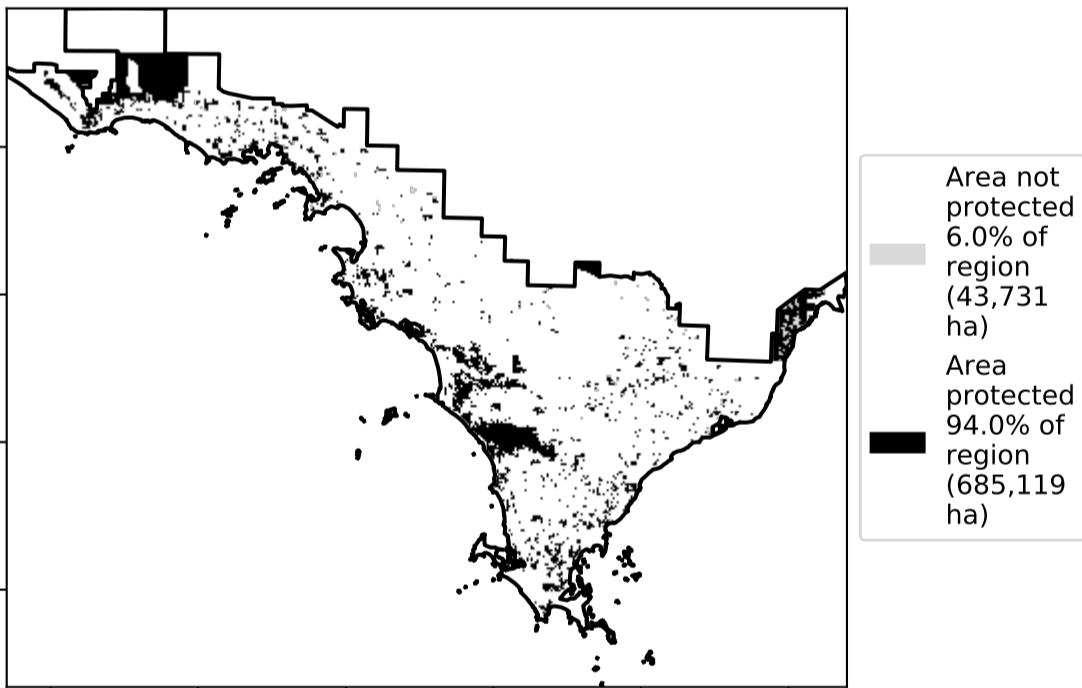 Area not
protected
6.0% of
region
(43,731
ha)
Area
protected
94.0% of
region
(685,119
ha)